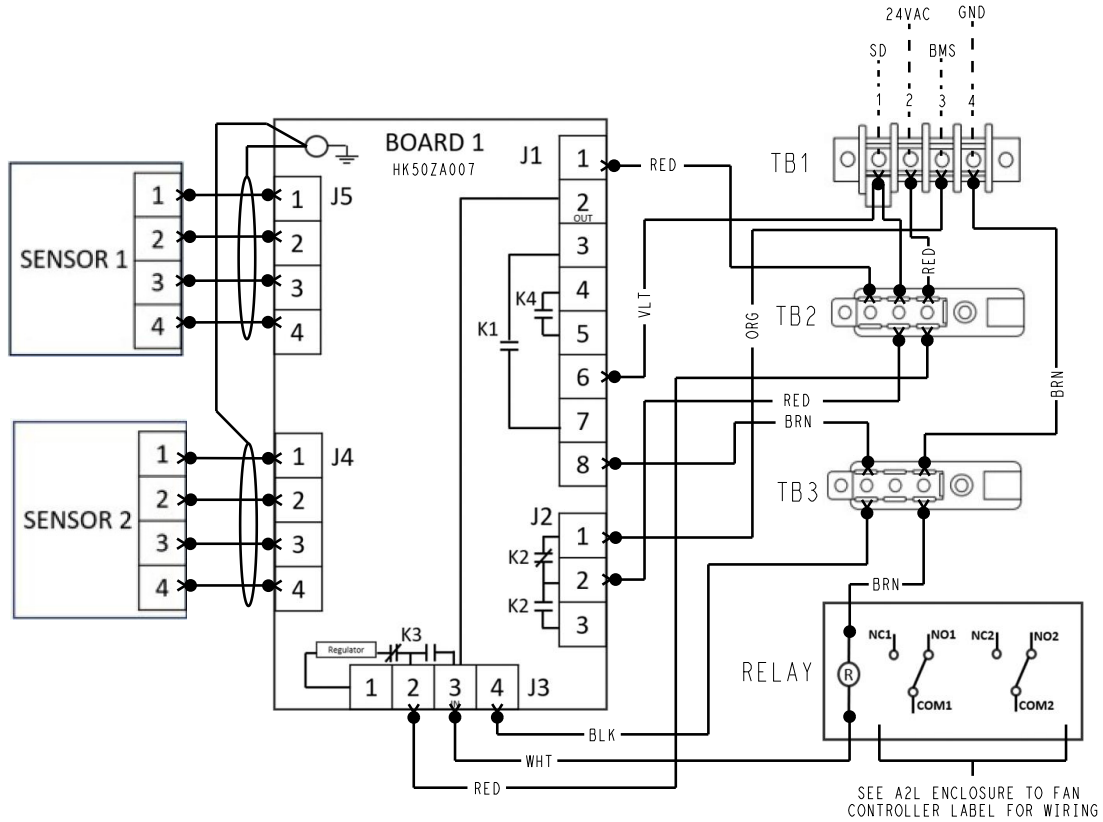 24VAC GND
SD BMS
1 2 3 4
TB1
BOARD 1
HK50ZA007
J1
1
2
OUT
3
4
5
6
7
8
K4
K1
J2
1
2
3
K2
K2
J5
1
2
3
4
SENSOR 1
1
2
3
4
J4
1
2
3
4
SENSOR 2
1
2
3
4
Regulator
K3
1 2 3 4 J3
IN
RED
VLT
ORG
RED
BRN
TB2
RED
BRN
TB3
BRN
RELAY
R
NC1 NO1 NC2 NO2
COM1 COM2
BLK
WHT
RED
SEE A2L ENCLOSURE TO FAN
CONTROLLER LABEL FOR WIRING